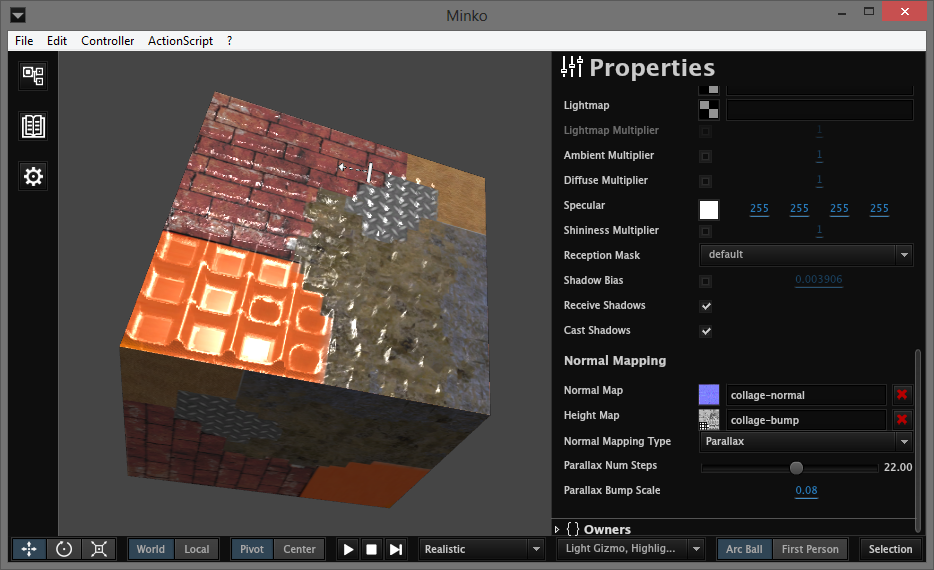 Minko
File Edit Controller ActionScript ?
Properties
Lightmap
Lightmap Multiplier 1
Ambient Multiplier 1
Diffuse Multiplier 1
Specular 255 255 255 255
Shininess Multiplier 1
Reception Mask default
Shadow Bias 0.003906
Receive Shadows
Cast Shadows
Normal Mapping
Normal Map collage-normal
Height Map collage-bump
Normal Mapping Type Parallax
Parallax Num Steps 22.00
Parallax Bump Scale 0.08
{ } Owners
World Local Pivot Center Realistic Light Gizmo, Highlig... Arc Ball First Person Selection